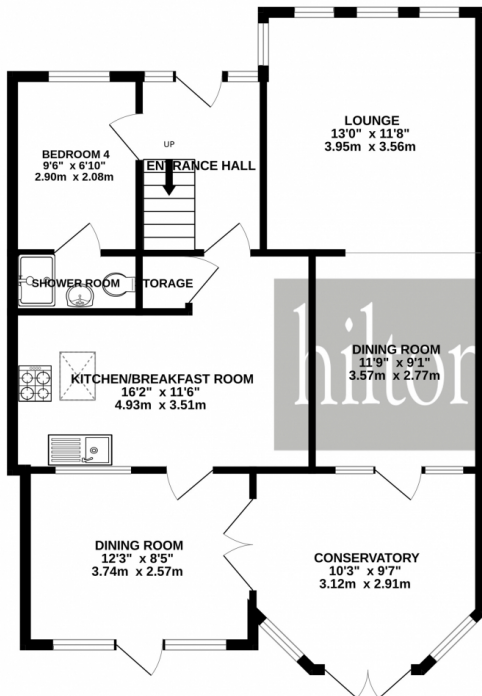 LOUNGE
13'0" x 11'8"
3.95m x 3.56m
BEDROOM 4
9'6" x 6'10"
2.90m x 2.08m
UP
ENTRANCE HALL
SHOWER ROOM
TORAGE
hilton
DINING ROOM
11'9" x 9'1"
3.57m x 2.77m
KITCHEN/BREAKFAST ROOM
16'2" x 11'6"
4.93m x 3.51m
DINING ROOM
12'3" x 8'5"
3.74m x 2.57m
CONSERVATORY
10'3" x 9'7"
3.12m x 2.91m